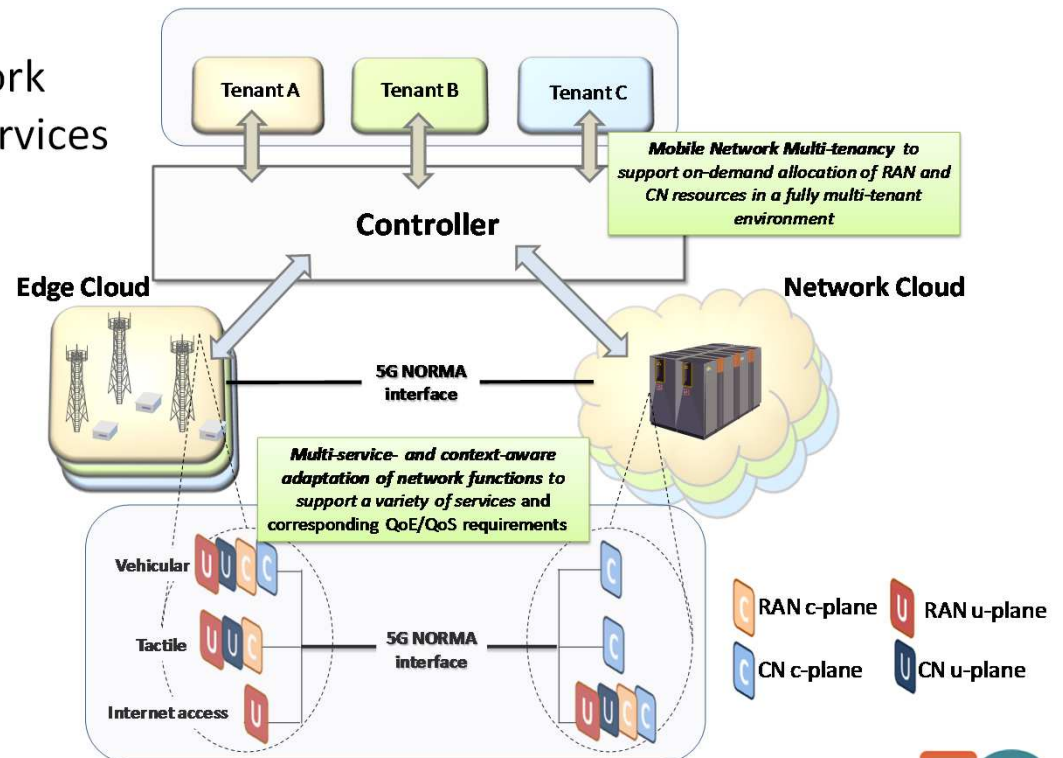 ork
ervices
Tenant A
Tenant B
Tenant C
Mobile Network Multi-tenancy to
support on-demand allocation of RAN and
CN resources in a fully multi-tenant
environment
Controller
Edge Cloud
Network Cloud
5G NORMA
interface
Multi-service- and context-aware
adaptation of network functions to
support a variety of services and
corresponding QoE/QoS requirements
Vehicular
U U C C
C
Tactile
U U C
5G NORMA
interface
C
Internet access
U
U U C C
C RAN c-plane
U RAN u-plane
C CN c-plane
U CN u-plane